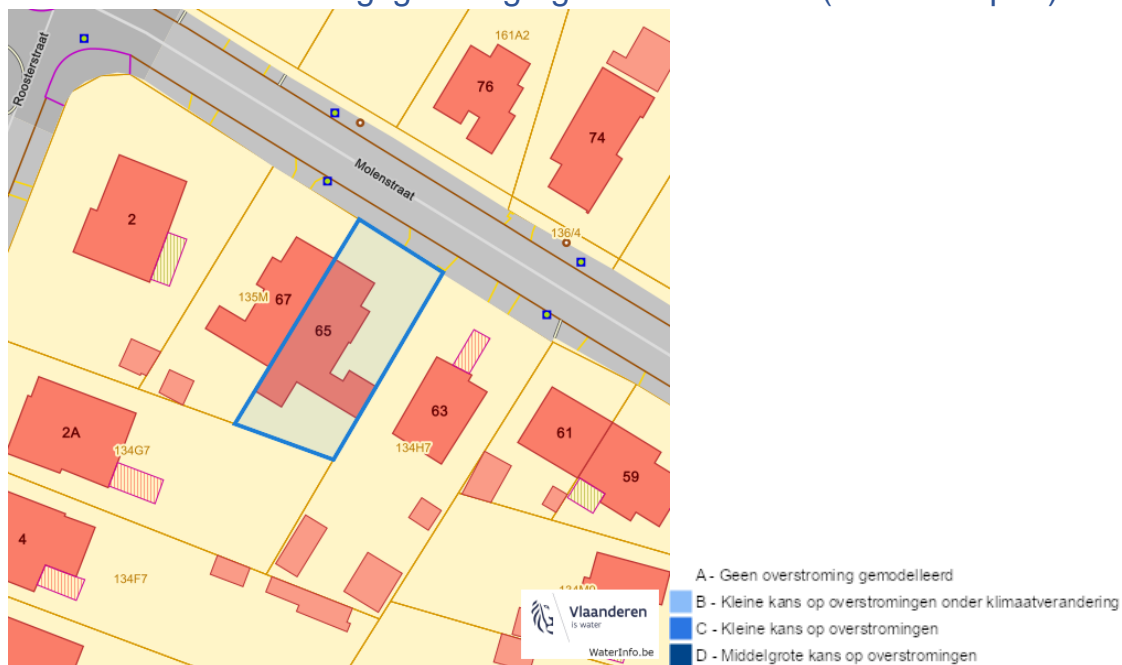 161A2
76
74
Roosterstraat
Molenstraat
2
136/4
135M
67
65
63
61
59
2A
134G7
134H7
4
134F7
Vlaanderen
is water
WaterInfo.be
A - Geen overstroming gemodelleerd
B - Kleine kans op overstromingen onder klimaatverandering
C - Kleine kans op overstromingen
D - Middelgrote kans op overstromingen